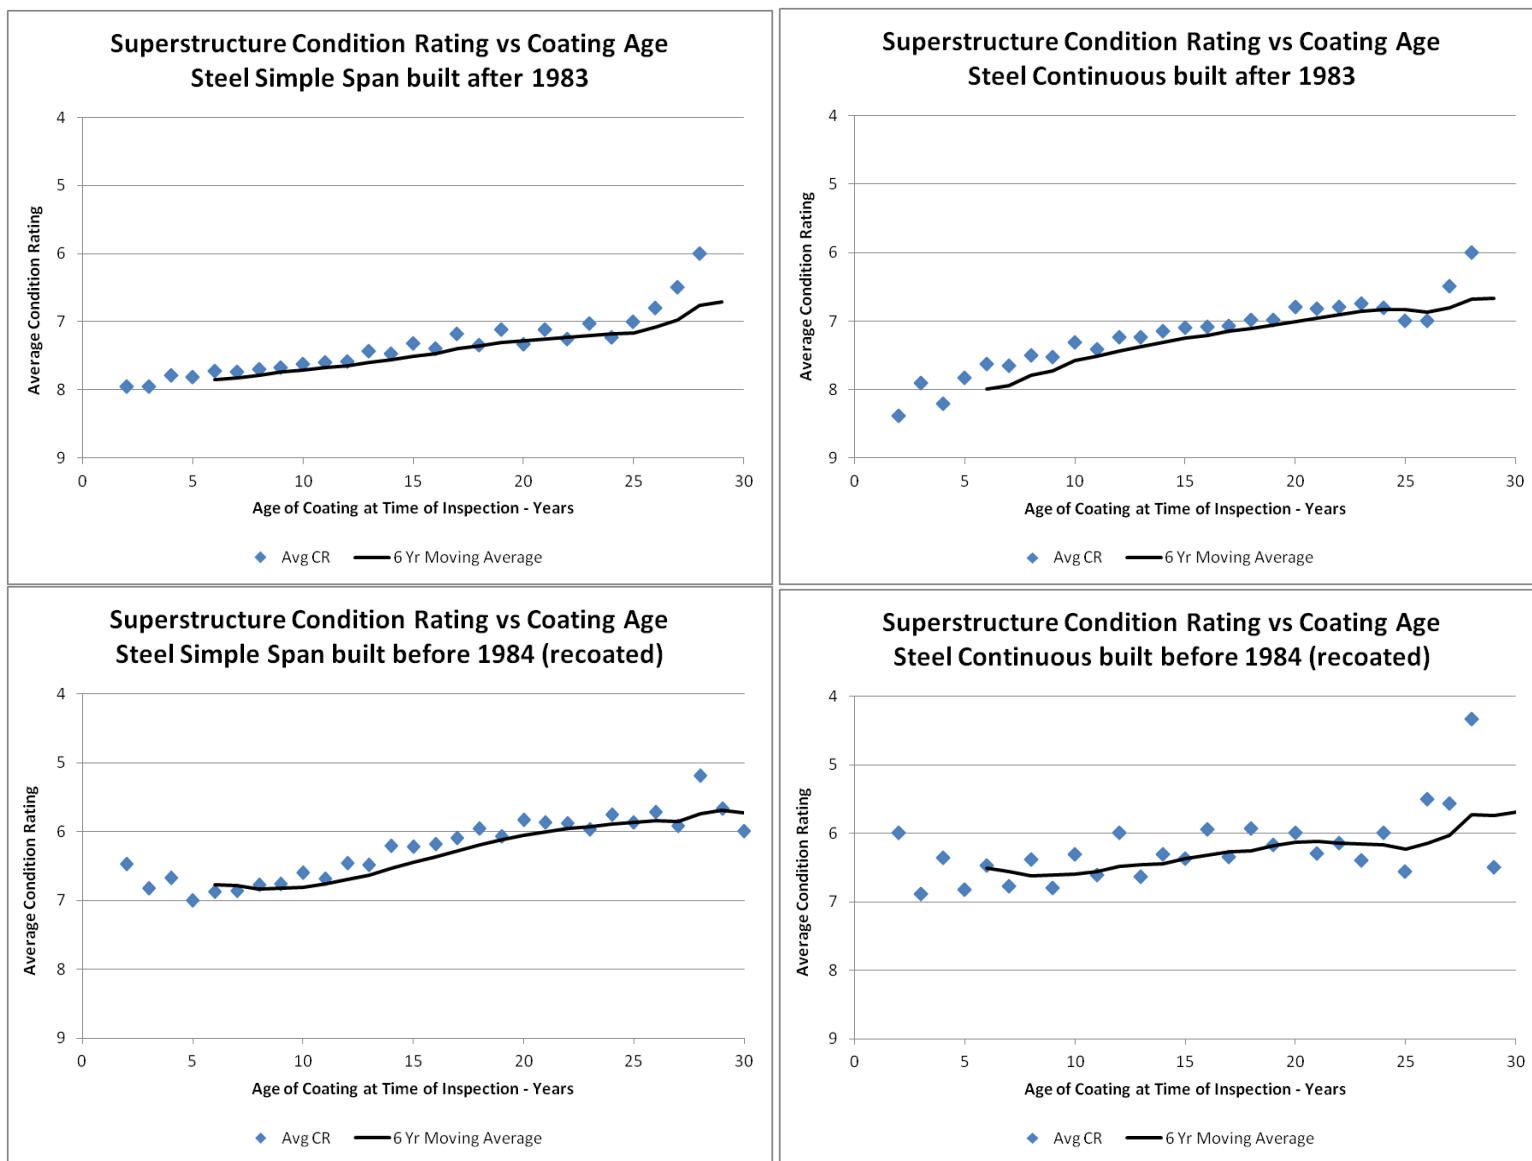 Superstructure Condition Rating vs Coating Age
Steel Simple Span built after 1983
4
5
6
7
8
9
Average Condition Rating
0 5 10 15 20 25 30
Age of Coating at Time of Inspection - Years
Avg CR 6 Yr Moving Average
Superstructure Condition Rating vs Coating Age
Steel Continuous built after 1983
4
5
6
7
8
9
Average Condition Rating
0 5 10 15 20 25 30
Age of Coating at Time of Inspection - Years
Avg CR 6 Yr Moving Average
Superstructure Condition Rating vs Coating Age
Steel Simple Span built before 1984 (recoated)
4
5
6
7
8
9
Average Condition Rating
0 5 10 15 20 25 30
Age of Coating at Time of Inspection - Years
Avg CR 6 Yr Moving Average
Superstructure Condition Rating vs Coating Age
Steel Continuous built before 1984 (recoated)
4
5
6
7
8
9
Average Condition Rating
0 5 10 15 20 25 30
Age of Coating at Time of Inspection - Years
Avg CR 6 Yr Moving Average